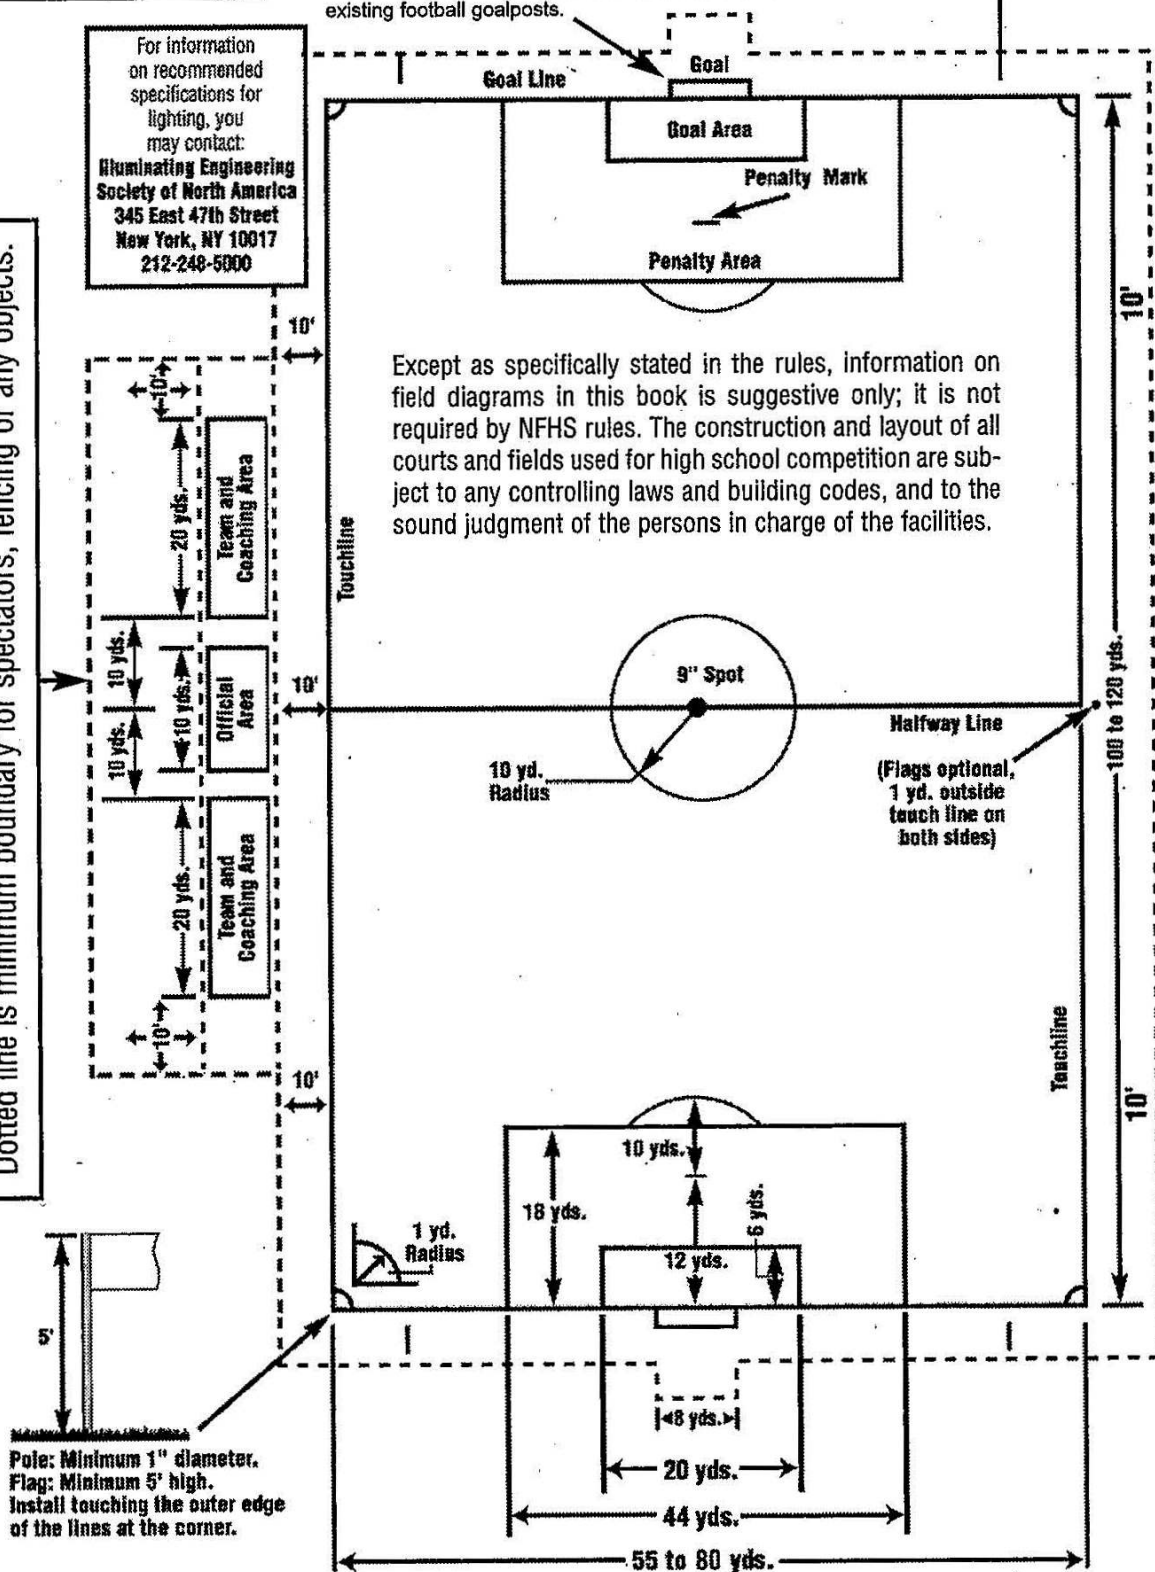 existing football goalposts.
For information
on recommended
specifications for
lighting, you
may contact:
Illuminating Engineering
Society of North America
345 East 47th Street
New York, NY 10017
212-248-5000
Goal Line
Goal
Goal Area
Penalty Mark
Penalty Area
Dotted line is minimum boundary for spectators, fencing or any objects.
10'
10'
Except as specifically stated in the rules, information on
field diagrams in this book is suggestive only; it is not
required by NFHS rules. The construction and layout of all
courts and fields used for high school competition are sub-
ject to any controlling laws and building codes, and to the
sound judgment of the persons in charge of the facilities.
10'
20 yds.
Team and
Coaching Area
Touchline
10 yds.
10 yds.
10 yds.
Official
Area
10'
9" Spot
Halfway Line
10 yd.
Radius
(Flags optional,
1 yd. outside
touch line on
both sides)
100 to 120 yds.
20 yds.
Team and
Coaching Area
10'
10'
Touchline
10'
10 yds.
18 yds.
12 yds.
6 yds.
1 yd.
Radius
5'
Pole: Minimum 1" diameter.
Flag: Minimum 5' high.
Install touching the outer edge
of the lines at the corner.
8 yds.
20 yds.
44 yds.
55 to 80 yds.